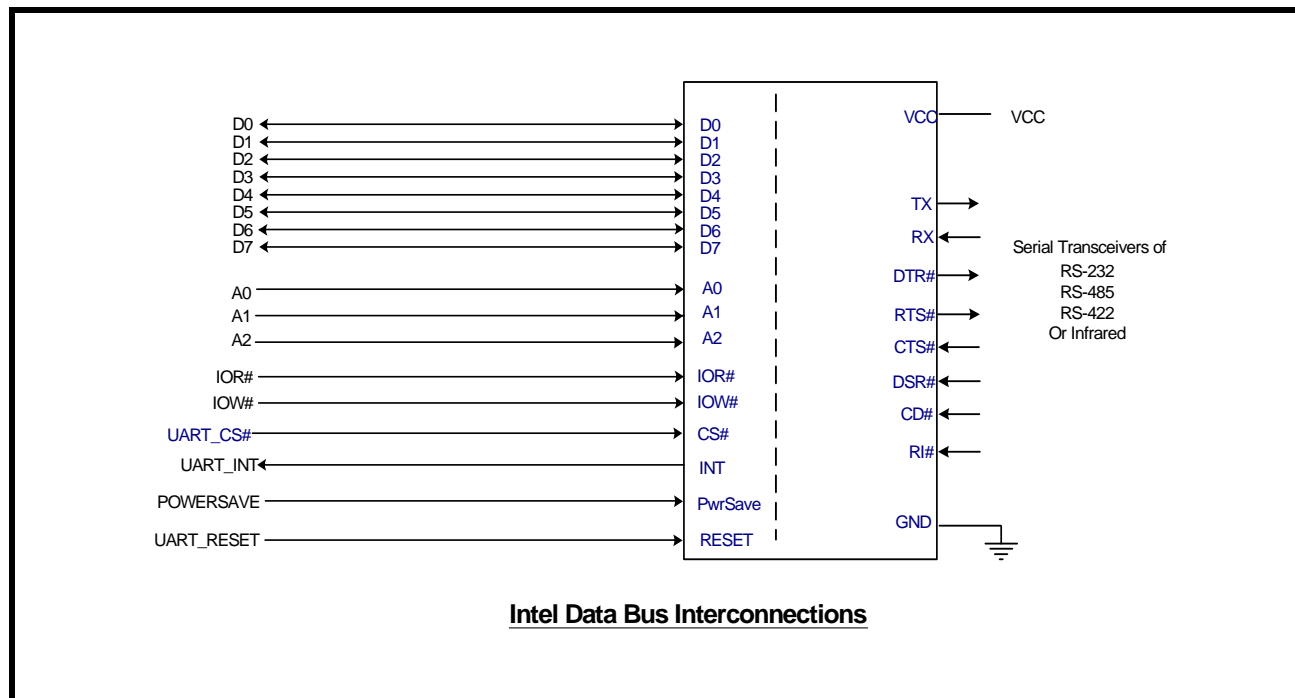 D0
D1
D2
D3
D4
D5
D6
D7
A0
A1
A2
IOR#
IOW#
UART_CS#
UART_INT
POWERSAVE
UART_RESET
D0
D1
D2
D3
D4
D5
D6
D7
A0
A1
A2
IOR#
IOW#
CS#
INT
PwrSave
RESET
VCC
TX
RX
DTR#
RTS#
CTS#
DSR#
CD#
RI#
GND
VCC
Serial Transceivers of
RS-232
RS-485
RS-422
Or Infrared
Intel Data Bus Interconnections